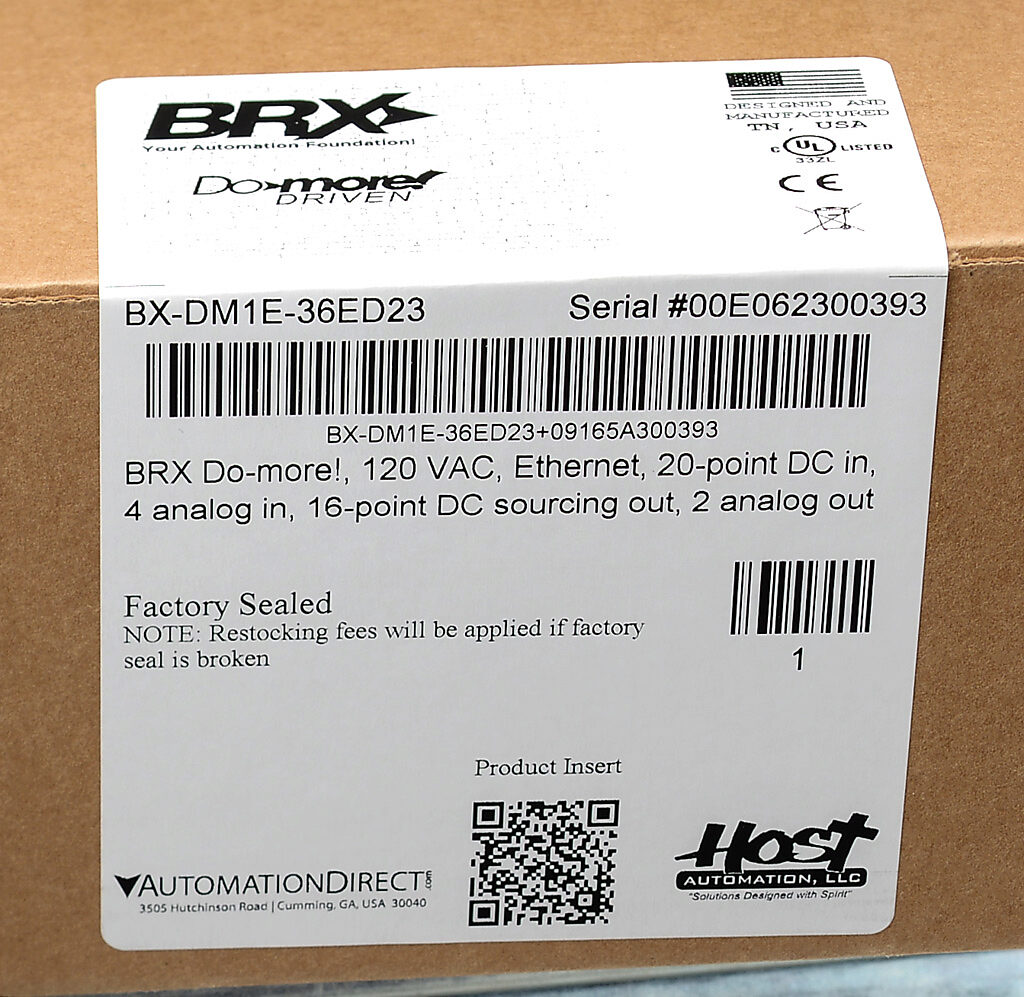 BRX
Your Automation Foundation!
Do-more!
DRIVEN
DESIGNED AND
MANUFACTURED
TN, USA
C UL LISTED
33ZL
CE
BX-DM1E-36ED23
Serial #00E062300393
BX-DM1E-36ED23+09165A300393
BRX Do-more!, 120 VAC, Ethernet, 20-point DC in,
4 analog in, 16-point DC sourcing out, 2 analog out
Factory Sealed
NOTE: Restocking fees will be applied if factory
seal is broken
1
Product Insert
AUTOMATIONDIRECT.com
3505 Hutchinson Road | Cumming, GA, USA 30040
HOST
AUTOMATION, LLC
"Solutions Designed with Spirit"